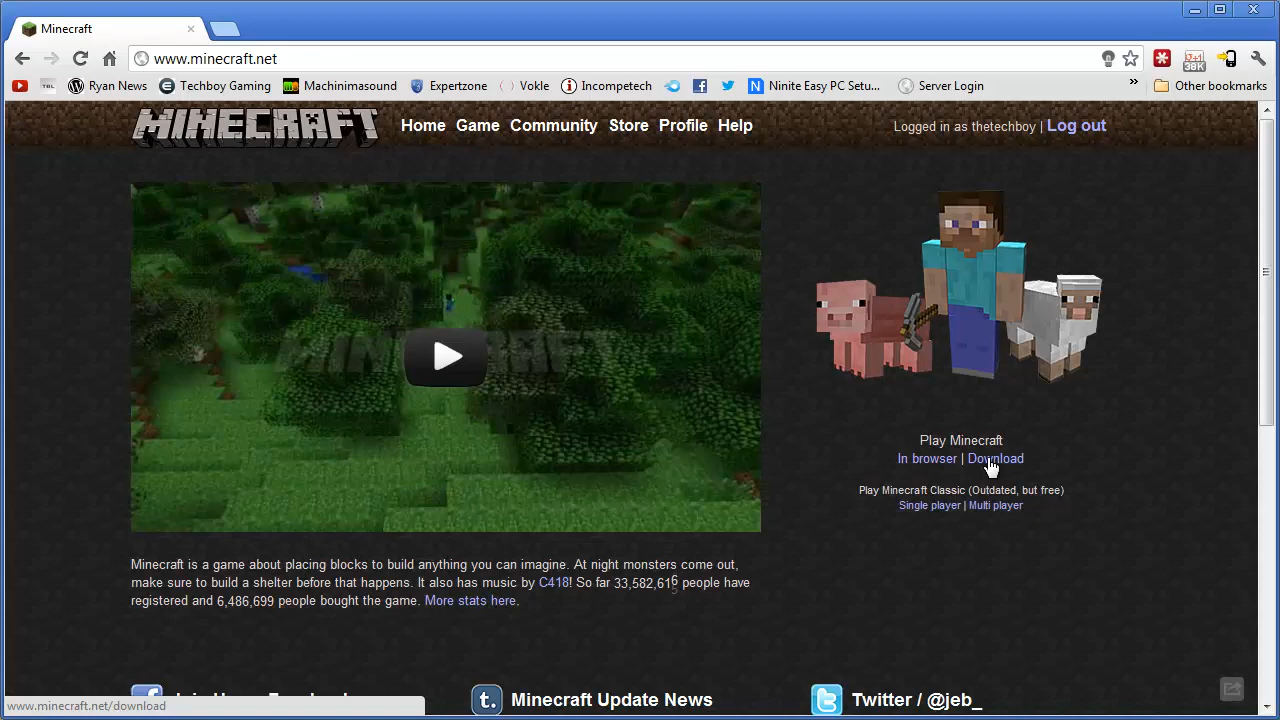 Minecraft
www.minecraft.net
Ryan News
Techboy Gaming
Machinimasound
Expertzone
Vokle
Incompetech
Ninite Easy PC Setu...
Server Login
»
Other bookmarks
MINECRAFT
Home Game Community Store Profile Help
Logged in as thetechboy | Log out
MINECRAFT
Play Minecraft
In browser | Download
Play Minecraft Classic (Outdated, but free)
Single player | Multi player
Minecraft is a game about placing blocks to build anything you can imagine. At night monsters come out,
make sure to build a shelter before that happens. It also has music by C418! So far 33,582,616 people have
registered and 6,486,699 people bought the game. More stats here.
Minecraft Update News
Twitter / @jeb_
www.minecraft.net/download